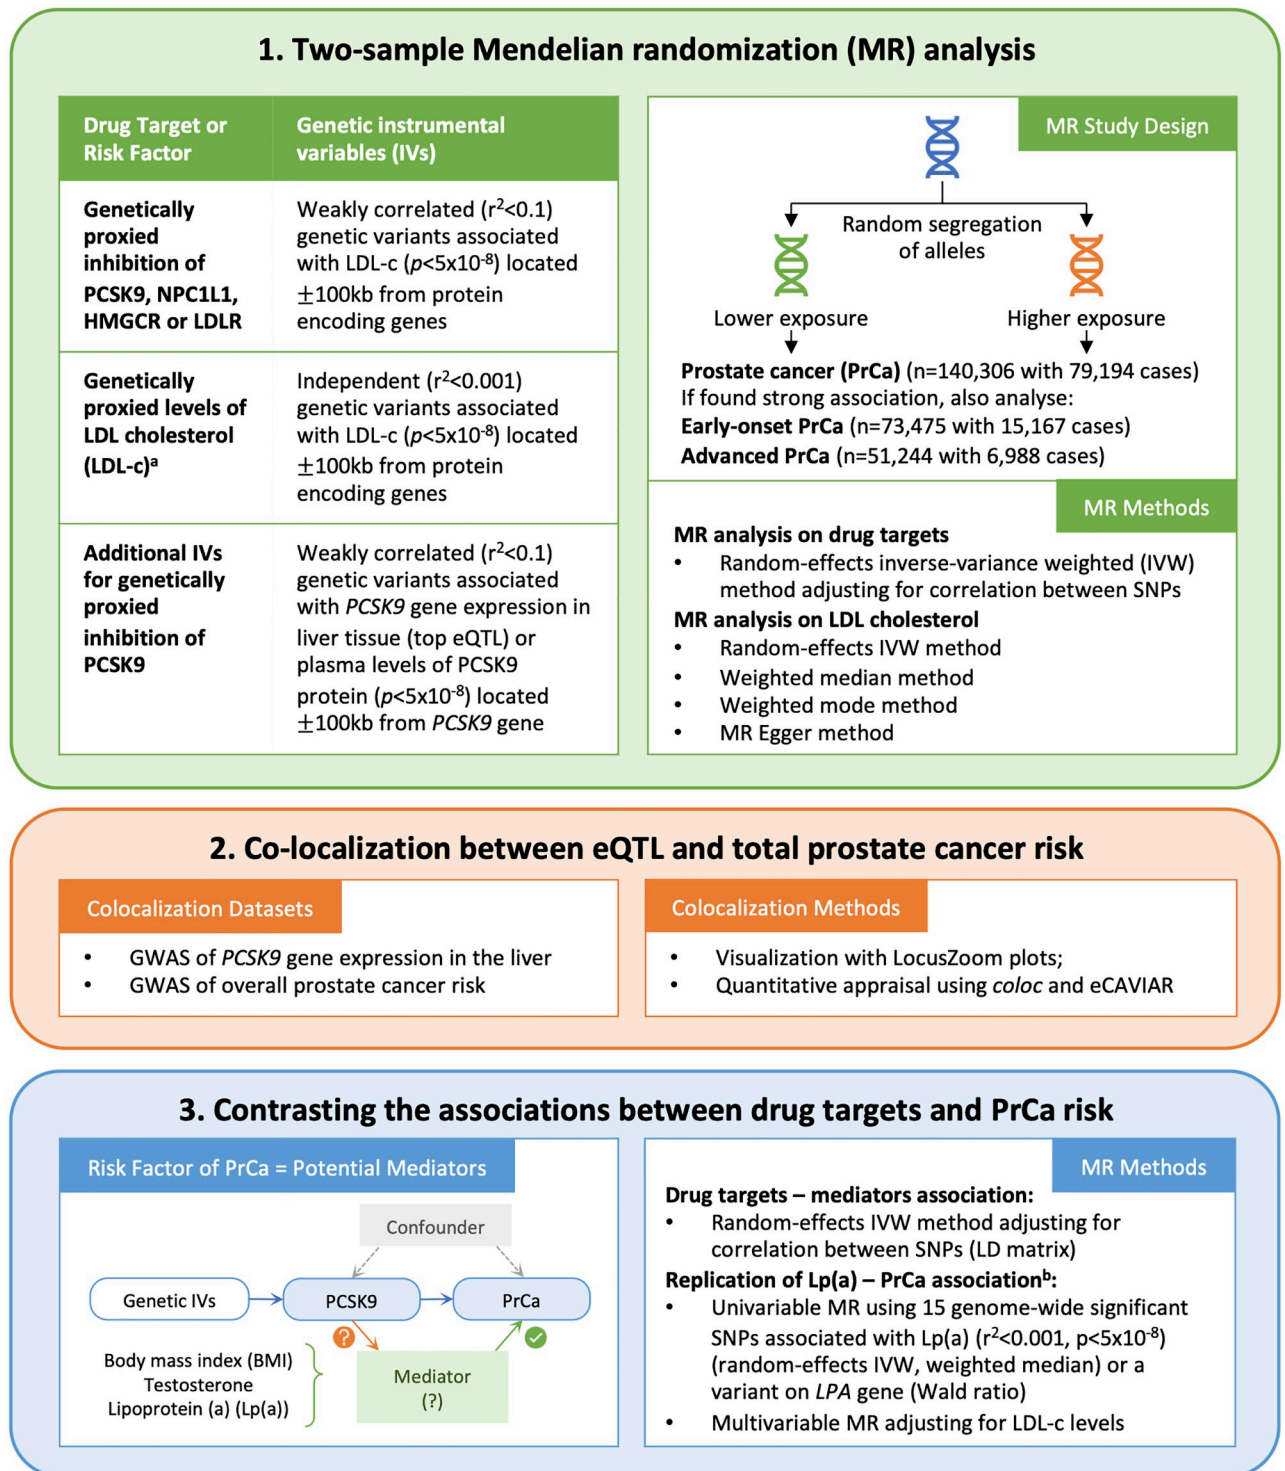 1. Two-sample Mendelian randomization (MR) analysis
Drug Target or
Risk Factor
Genetic instrumental
variables (IVs)
Genetically
proxied
inhibition of
PCSK9, NPC1L1,
HMGCR or LDLR
Weakly correlated (r²<0.1)
genetic variants associated
with LDL-c (p<5x10⁻⁸) located
±100kb from protein
encoding genes
Genetically
proxied levels of
LDL cholesterol
(LDL-c)ᵃ
Independent (r²<0.001)
genetic variants associated
with LDL-c (p<5x10⁻⁸) located
±100kb from protein
encoding genes
Additional IVs
for genetically
proxied
inhibition of
PCSK9
Weakly correlated (r²<0.1)
genetic variants associated
with PCSK9 gene expression in
liver tissue (top eQTL) or
plasma levels of PCSK9
protein (p<5x10⁻⁸) located
±100kb from PCSK9 gene
MR Study Design
Random segregation
of alleles
Lower exposure
Higher exposure
Prostate cancer (PrCa) (n=140,306 with 79,194 cases)
If found strong association, also analyse:
Early-onset PrCa (n=73,475 with 15,167 cases)
Advanced PrCa (n=51,244 with 6,988 cases)
MR Methods
MR analysis on drug targets
• Random-effects inverse-variance weighted (IVW)
method adjusting for correlation between SNPs
MR analysis on LDL cholesterol
• Random-effects IVW method
• Weighted median method
• Weighted mode method
• MR Egger method
2. Co-localization between eQTL and total prostate cancer risk
Colocalization Datasets
• GWAS of PCSK9 gene expression in the liver
• GWAS of overall prostate cancer risk
Colocalization Methods
• Visualization with LocusZoom plots;
• Quantitative appraisal using coloc and eCAVIAR
3. Contrasting the associations between drug targets and PrCa risk
Risk Factor of PrCa = Potential Mediators
Confounder
Genetic IVs
PCSK9
PrCa
?
Body mass index (BMI)
Testosterone
Lipoprotein (a) (Lp(a))
Mediator
(?)
MR Methods
Drug targets – mediators association:
• Random-effects IVW method adjusting for
correlation between SNPs (LD matrix)
Replication of Lp(a) – PrCa associationᵇ:
• Univariable MR using 15 genome-wide significant
SNPs associated with Lp(a) (r²<0.001, p<5x10⁻⁸)
(random-effects IVW, weighted median) or a
variant on LPA gene (Wald ratio)
• Multivariable MR adjusting for LDL-c levels